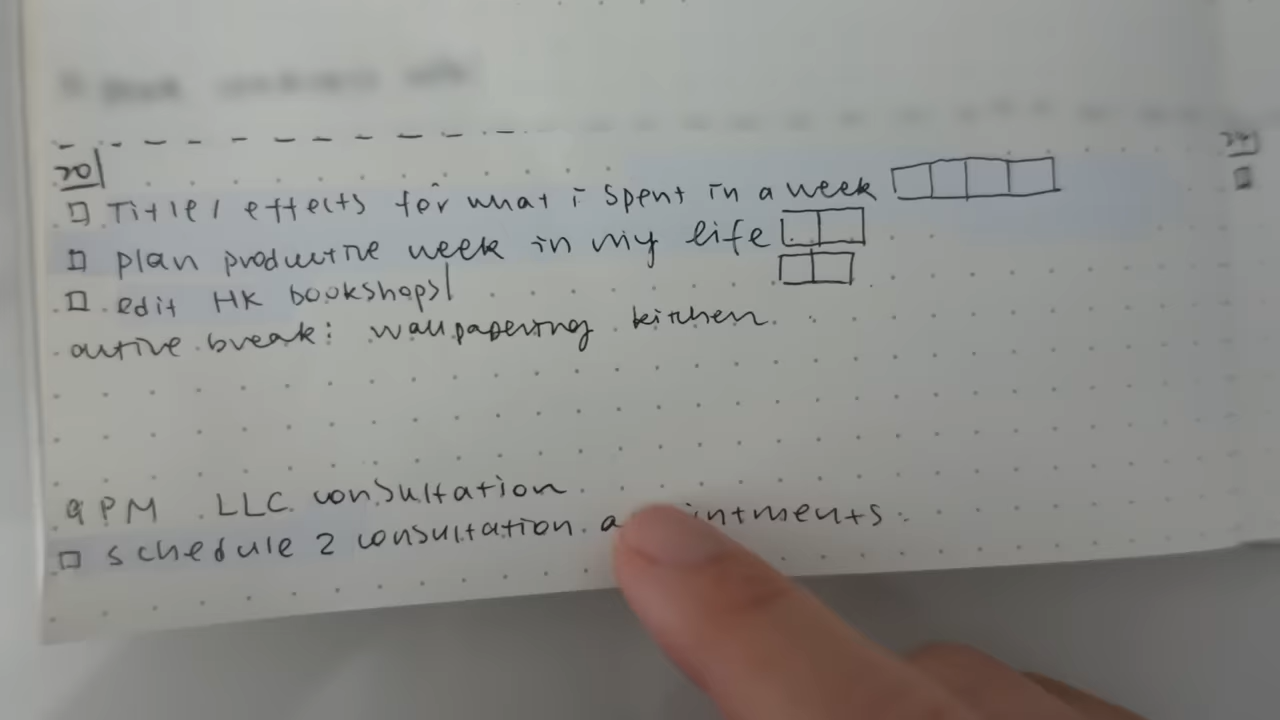 20
Title / effects for what i spent in a week
plan productive week in my life
edit HK bookshops
active break: wallpapering kitchen
9 PM LLC consultation
schedule 2 consultation